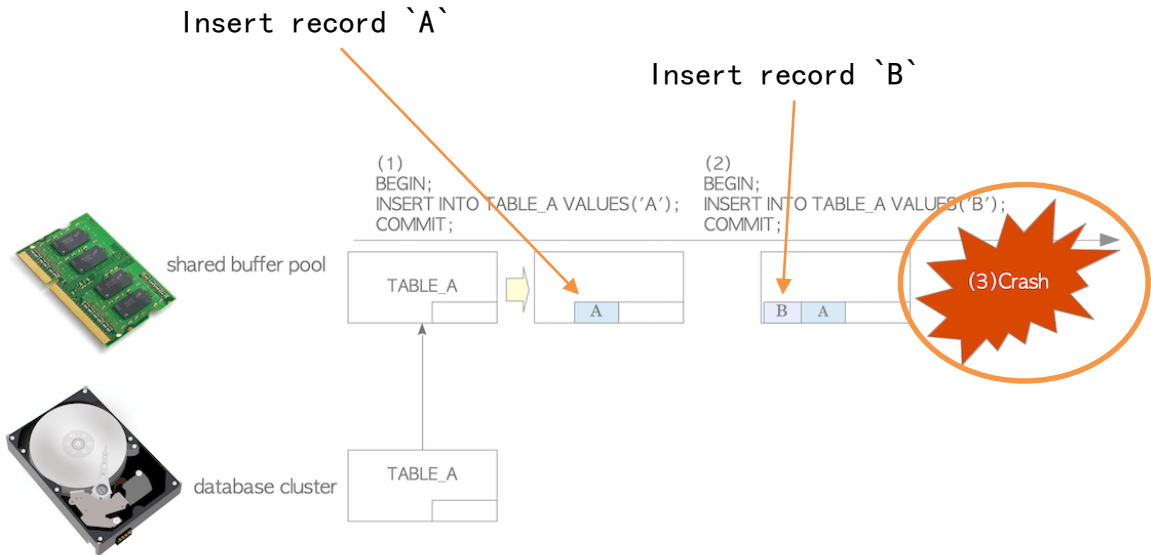 Insert record `A`
Insert record `B`
(1)
BEGIN;
INSERT INTO TABLE_A VALUES('A');
COMMIT;
(2)
BEGIN;
INSERT INTO TABLE_A VALUES('B');
COMMIT;
shared buffer pool
TABLE_A
A
B A
(3)Crash
database cluster
TABLE_A